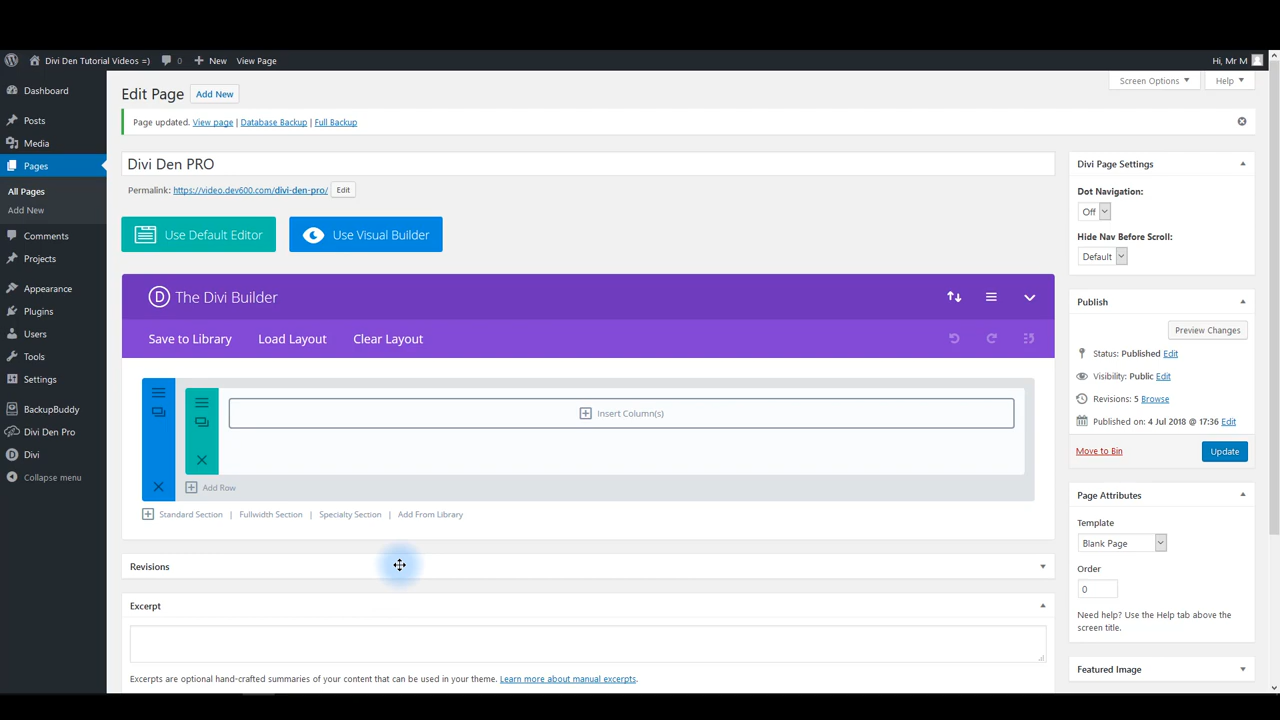 Divi Den Tutorial Videos =)
0
New
View Page
Hi, Mr M
Dashboard
Posts
Media
Pages
All Pages
Add New
Comments
Projects
Appearance
Plugins
Users
Tools
Settings
BackupBuddy
Divi Den Pro
Divi
Collapse menu
Screen Options
Help
Edit Page
Add New
Page updated. View page | Database Backup | Full Backup
Divi Den PRO
Permalink: https://video.dev600.com/divi-den-pro/ Edit
Use Default Editor
Use Visual Builder
D
The Divi Builder
Save to Library
Load Layout
Clear Layout
Insert Column(s)
Add Row
Standard Section | Fullwidth Section | Specialty Section | Add From Library
Revisions
Excerpt
Excerpts are optional hand-crafted summaries of your content that can be used in your theme. Learn more about manual excerpts.
Divi Page Settings
Dot Navigation:
Off
Hide Nav Before Scroll:
Default
Publish
Preview Changes
Status: Published Edit
Visibility: Public Edit
Revisions: 5 Browse
Published on: 4 Jul 2018 @ 17:36 Edit
Move to Bin
Update
Page Attributes
Template
Blank Page
Order
0
Need help? Use the Help tab above the
screen title.
Featured Image